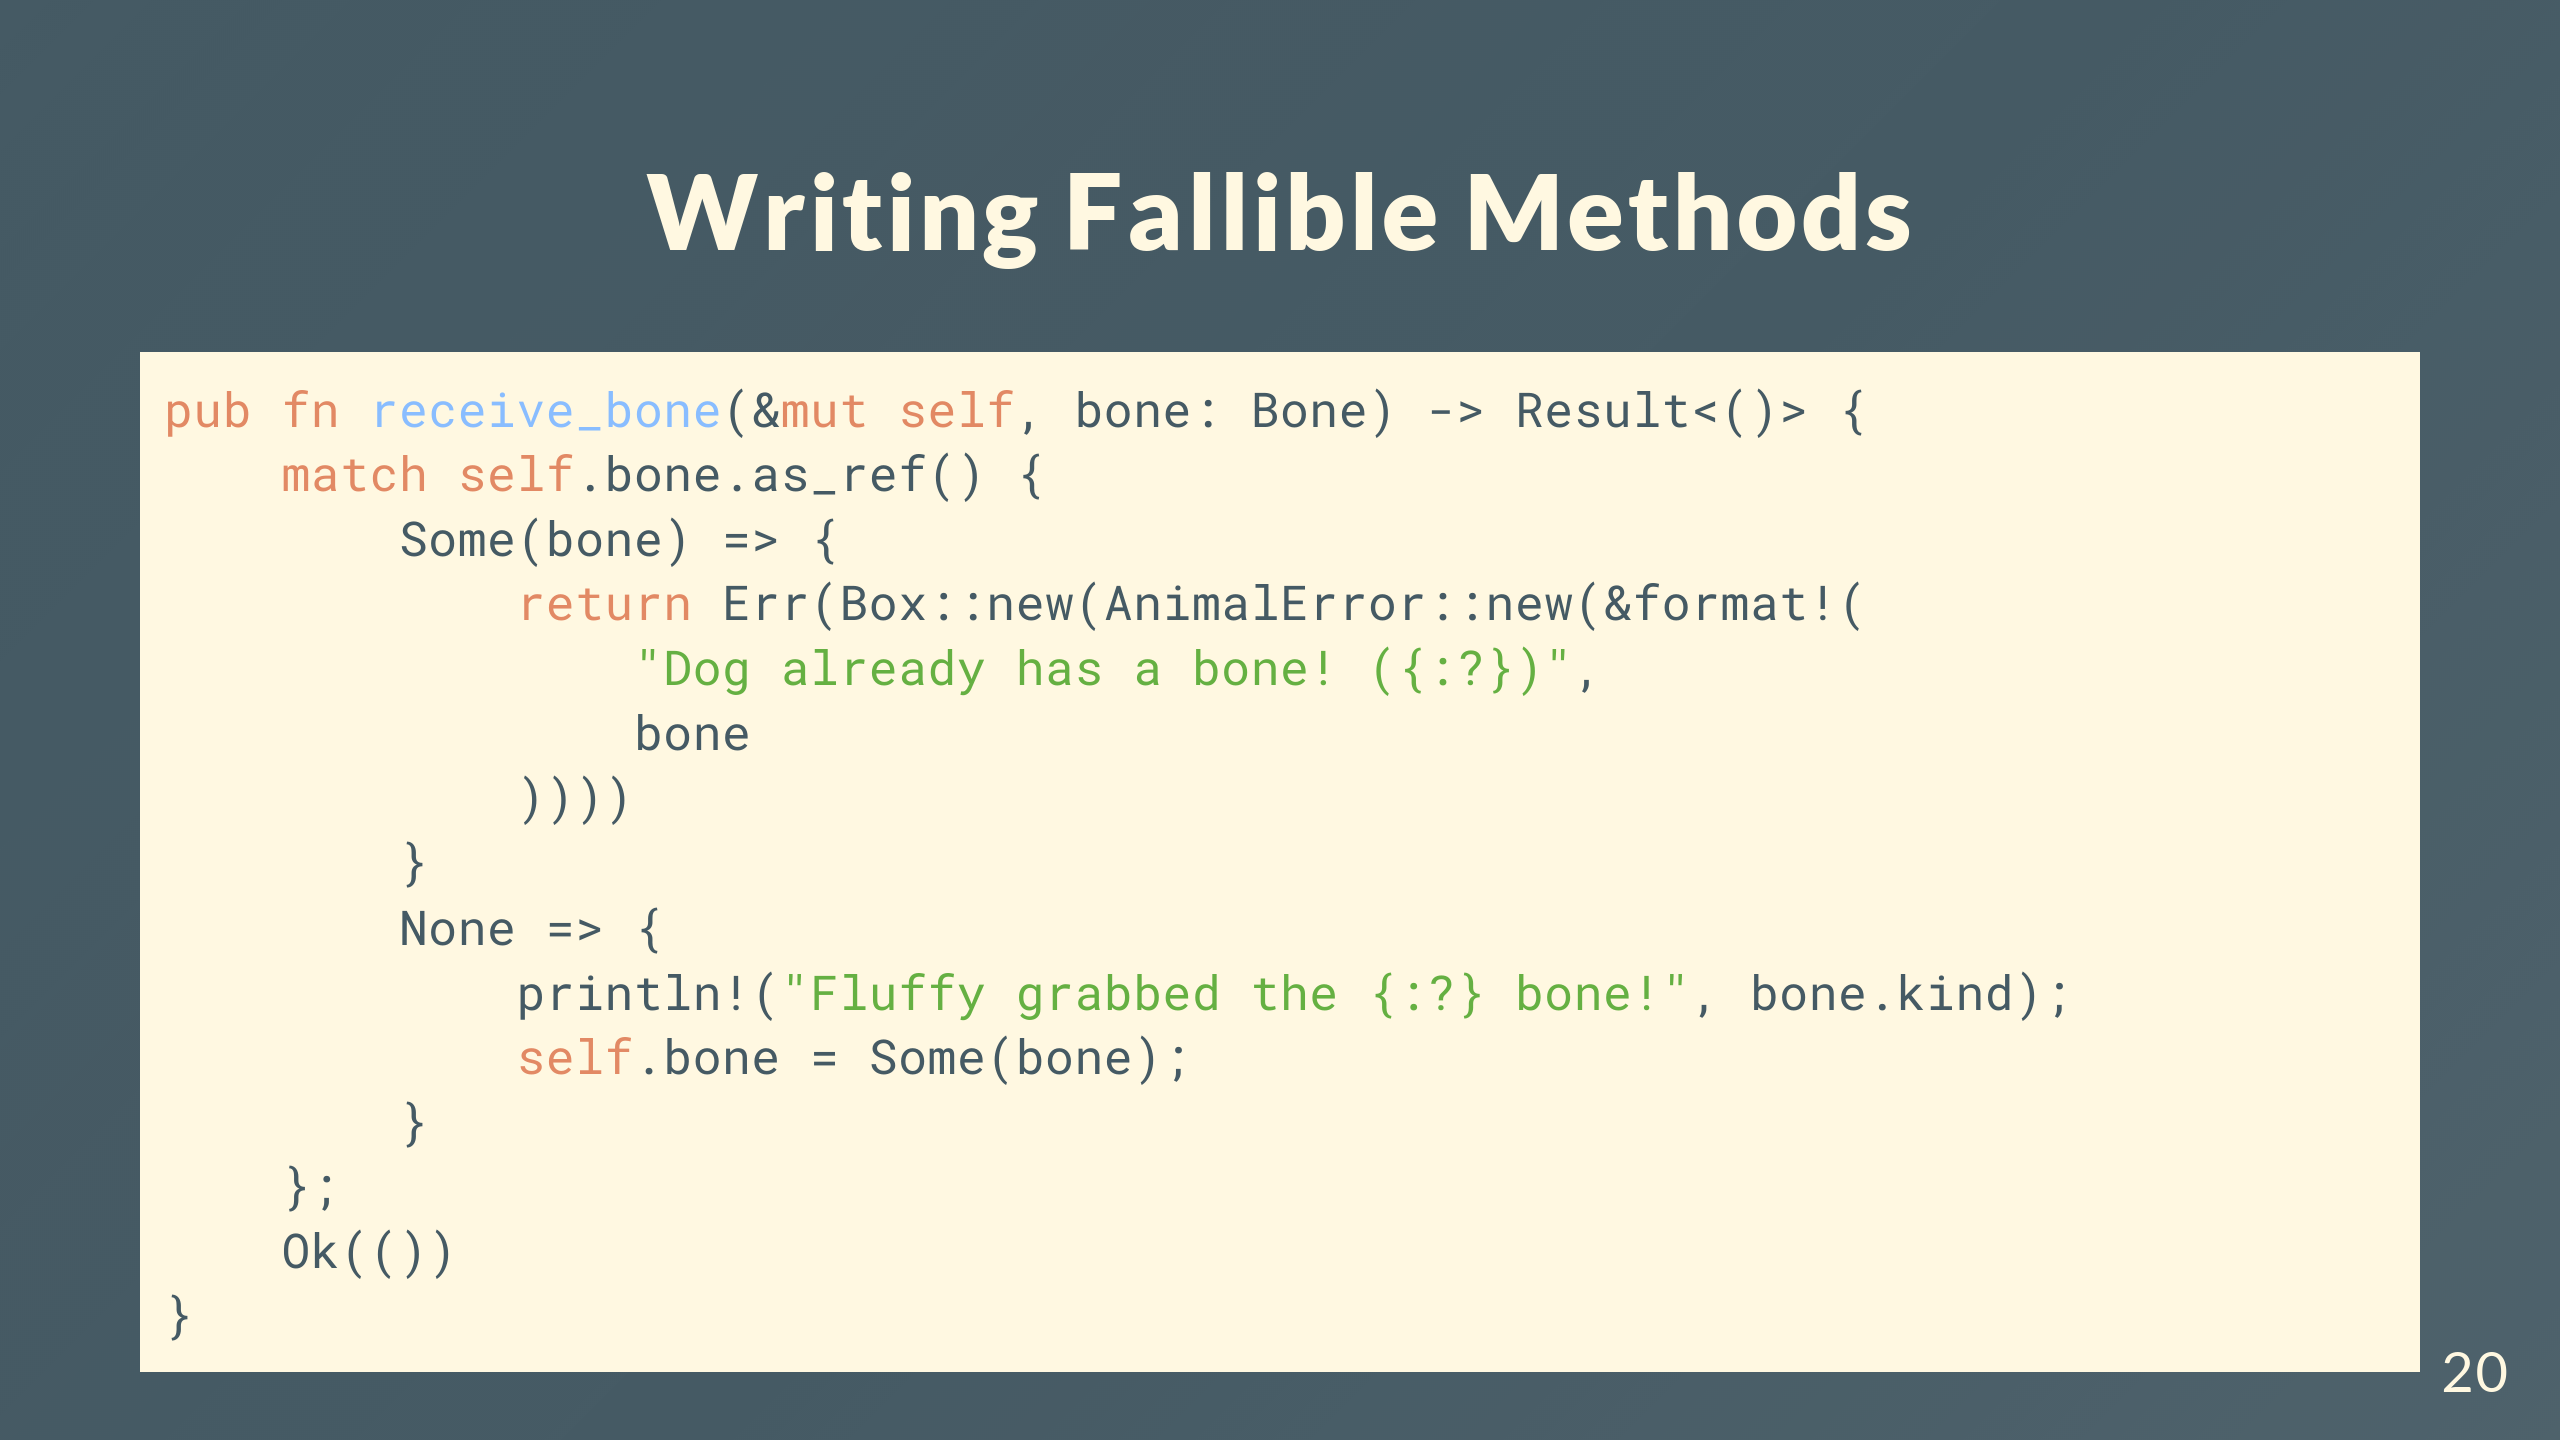 Writing Fallible Methods
pub fn receive_bone(&mut self, bone: Bone) -> Result<()> {
    match self.bone.as_ref() {
        Some(bone) => {
            return Err(Box::new(AnimalError::new(&format!(
                "Dog already has a bone! ({:?})",
                bone
            ))))
        }
        None => {
            println!("Fluffy grabbed the {:?} bone!", bone.kind);
            self.bone = Some(bone);
        }
    };
    Ok(())
}
20